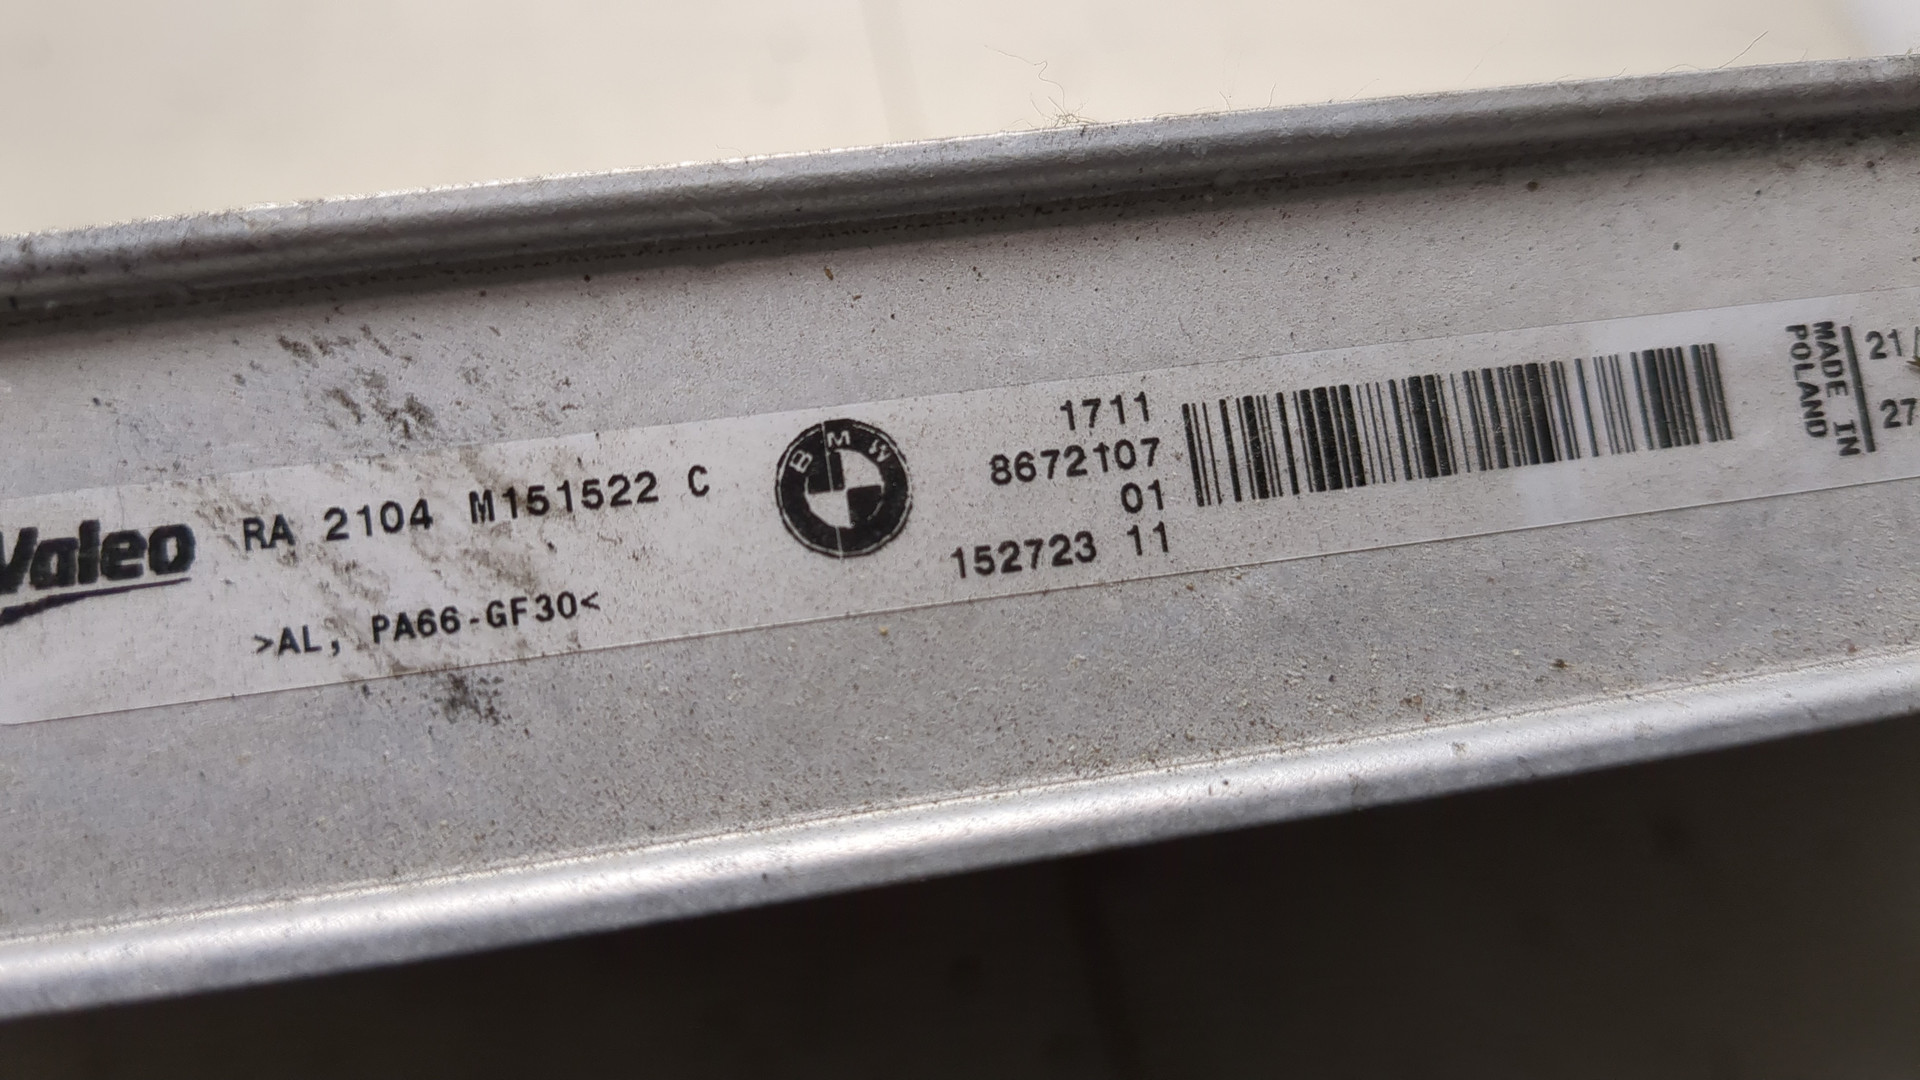 Valeo RA 2104 M151522 C
>AL, PA66-GF30<
BMW
1711
8672107
01
152723 11
MADE IN
POLAND
21/
27